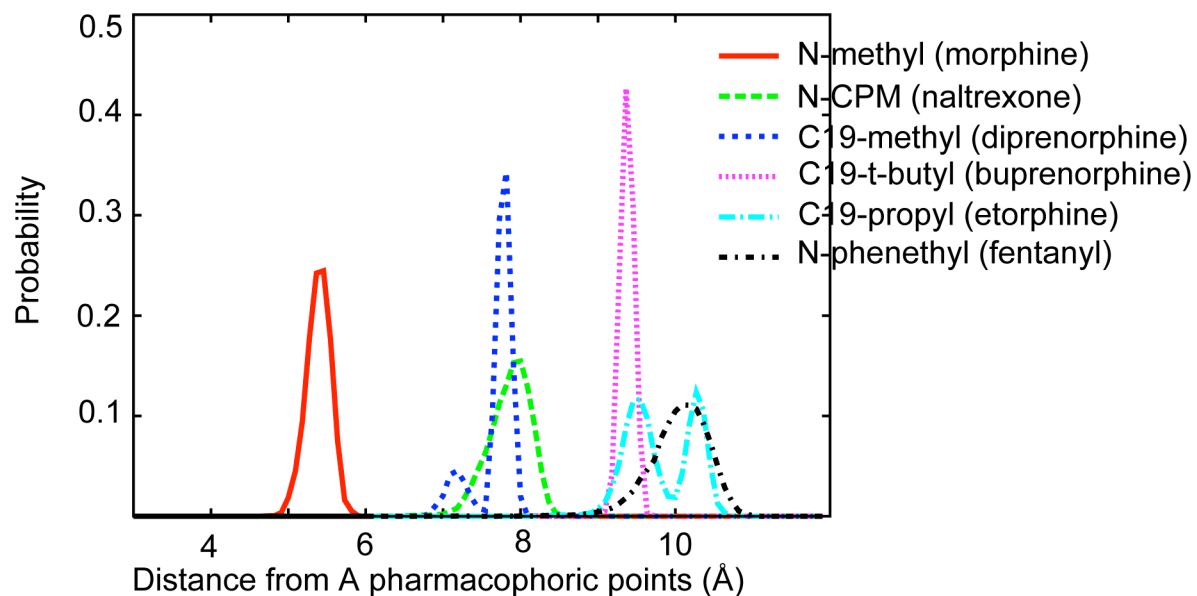 0.5
0.4
0.3
0.2
0.1
Probability
N-methyl (morphine)
N-CPM (naltrexone)
C19-methyl (diprenorphine)
C19-t-butyl (buprenorphine)
C19-propyl (etorphine)
N-phenethyl (fentanyl)
4 6 8 10
Distance from A pharmacophoric points (Å)